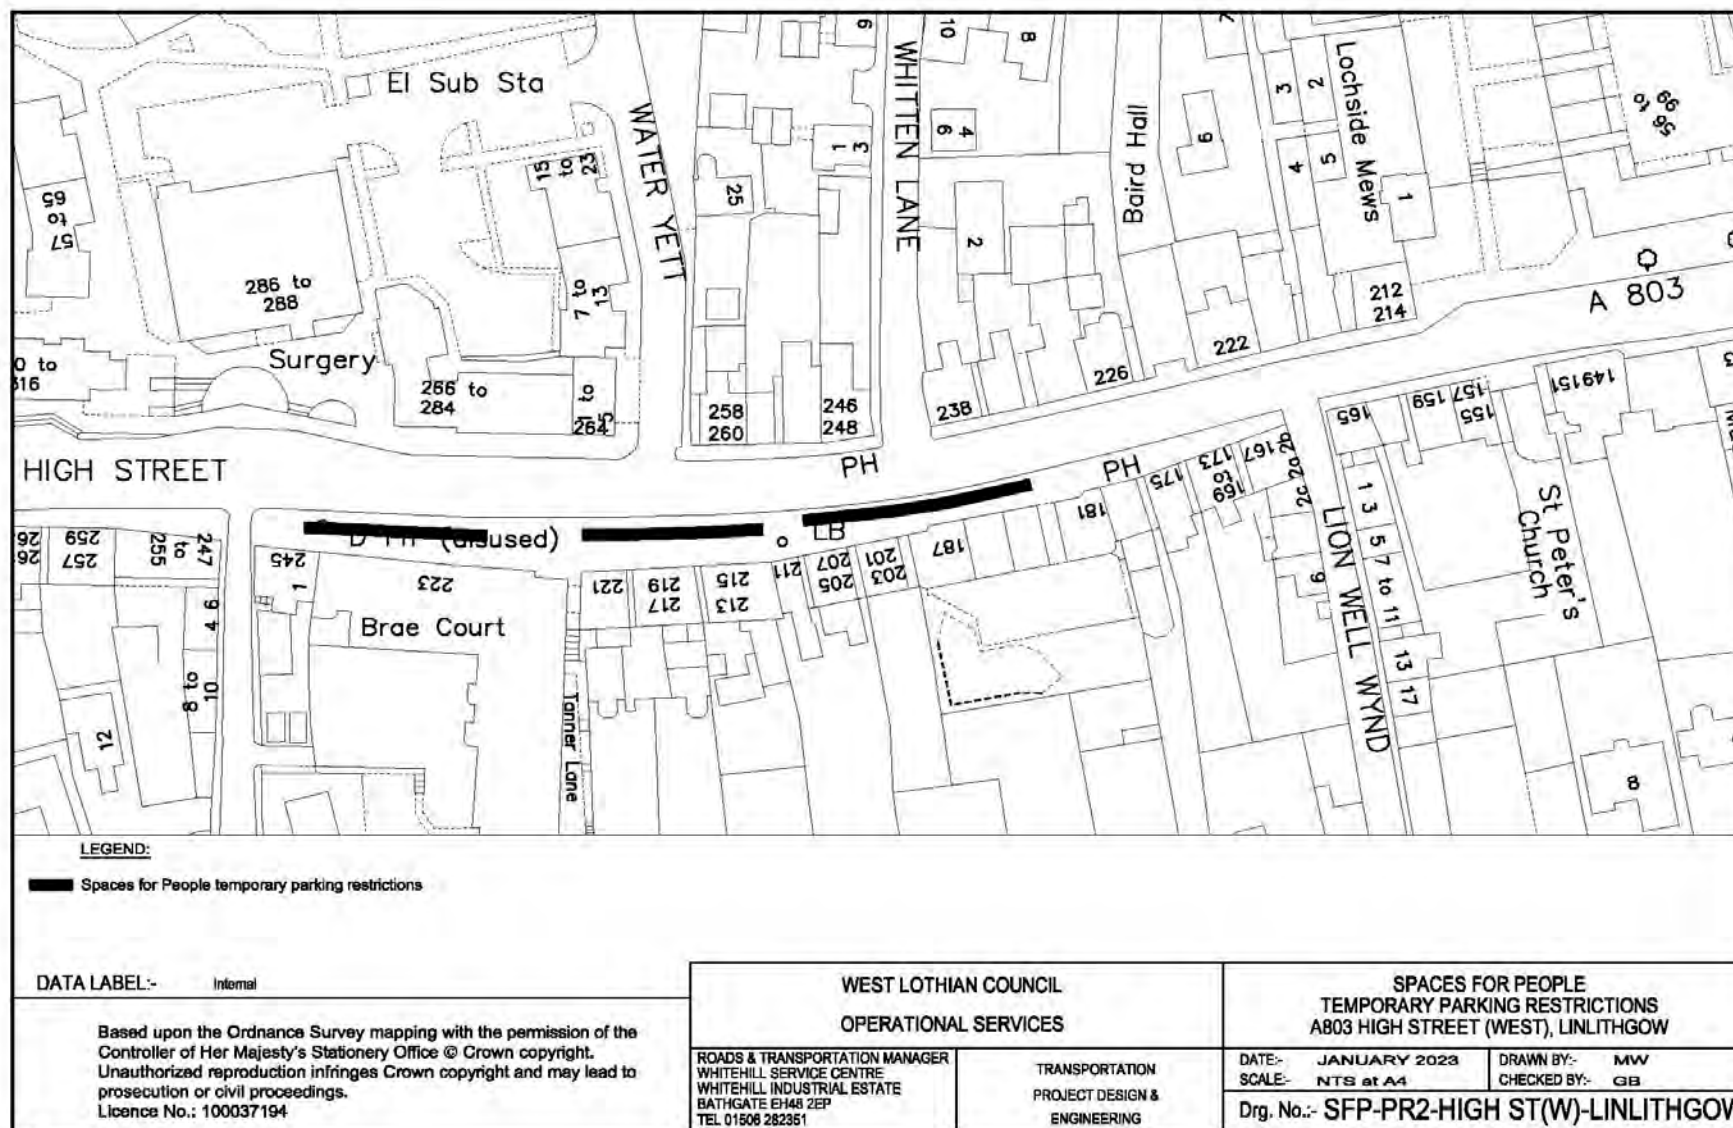 El Sub Sta
WATER YETT
WHITTEN LANE
9
10
8
7
Baird Hall
Lochside Mews
3
2
4
5
1
6
4
6
1
3
56 to
99
15
to
23
25
2
65
to
57
286 to
288
7 to
13
212
214
A 803
Surgery
222
226
0 to
316
266 to
284
264
258
260
246
248
238
165
159
157
155
149151
HIGH STREET
PH
PH
175
173
to
169
167
2c 2a 2b
181
(disused)
LB
187
LION WELL WYND
1
3
5
7 to 11
13
17
9
St Peter's
Church
259
257
255
to
247
245
1
223
221
219
217
215
213
211
207
205
201
203
Brae Court
4 6
8 to
10
12
Tanner Lane
8
LEGEND:
Spaces for People temporary parking restrictions
DATA LABEL:- Internal
Based upon the Ordnance Survey mapping with the permission of the
Controller of Her Majesty's Stationery Office © Crown copyright.
Unauthorized reproduction infringes Crown copyright and may lead to
prosecution or civil proceedings.
Licence No.: 100037194
WEST LOTHIAN COUNCIL
OPERATIONAL SERVICES
ROADS & TRANSPORTATION MANAGER
WHITEHILL SERVICE CENTRE
WHITEHILL INDUSTRIAL ESTATE
BATHGATE EH48 2EP
TEL 01506 282351
TRANSPORTATION
PROJECT DESIGN &
ENGINEERING
SPACES FOR PEOPLE
TEMPORARY PARKING RESTRICTIONS
A803 HIGH STREET (WEST), LINLITHGOW
DATE:- JANUARY 2023
DRAWN BY:- MW
SCALE:- NTS at A4
CHECKED BY:- GB
Drg. No.:- SFP-PR2-HIGH ST(W)-LINLITHGOW